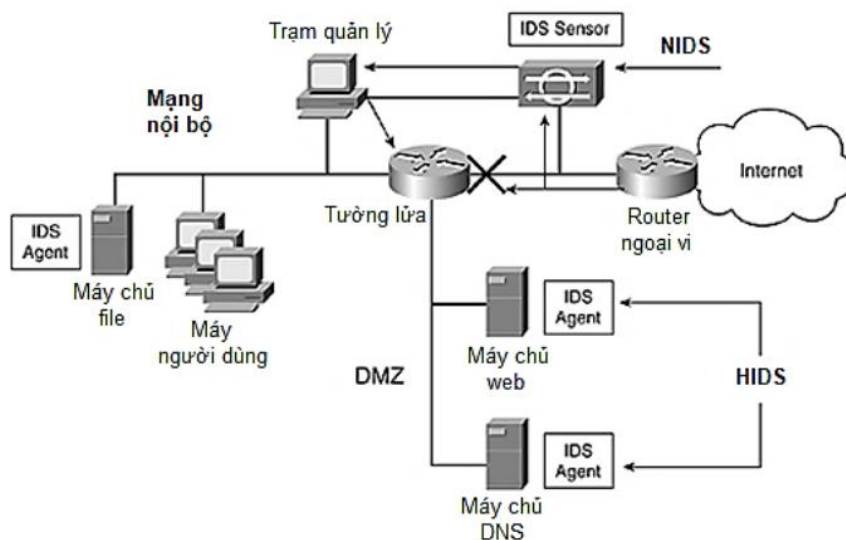 IDS Sensor
Trạm quản lý
NIDS
Mạng
nội bộ
Internet
Tường lửa
Router
ngoại vi
IDS
Agent
Máy chủ
file
Máy
người dùng
IDS
Agent
Máy chủ
web
DMZ
HIDS
IDS
Agent
Máy chủ
DNS